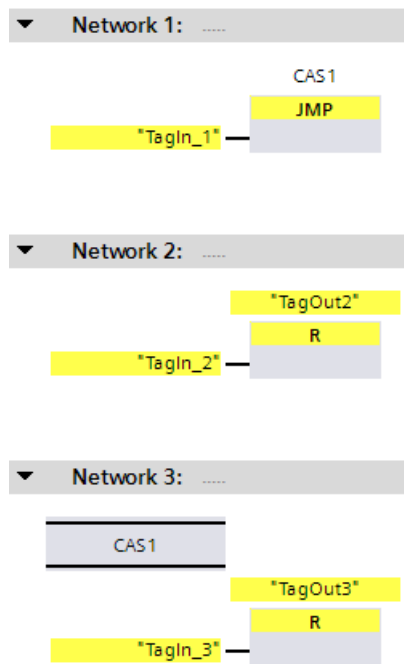 Network 1: .....
CAS1
JMP
"TagIn_1"
Network 2: .....
"TagOut2"
R
"TagIn_2"
Network 3: .....
CAS1
"TagOut3"
R
"TagIn_3"